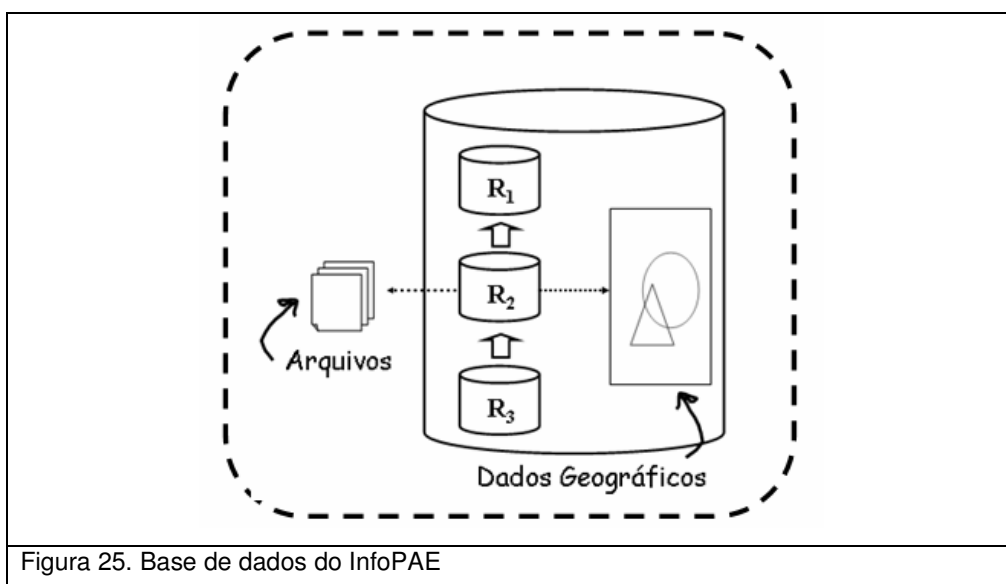 R1
R2
Arquivos
R3
Dados Geográficos
Figura 25. Base de dados do InfoPAE